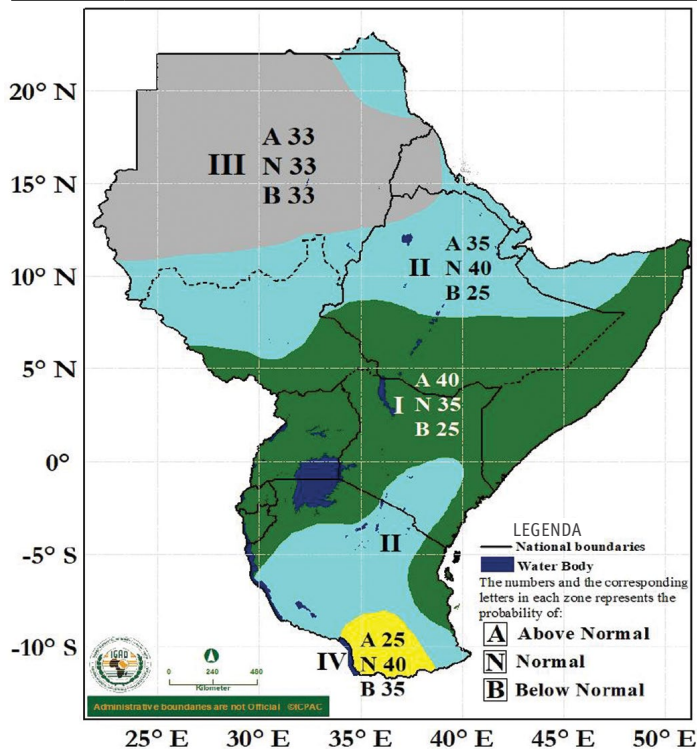 20° N
15° N
10° N
5° N
0°
-5° S
-10° S
III
A 33
N 33
B 33
II
A 35
N 40
B 25
I
A 40
N 35
B 25
II
IV
A 25
N 40
B 35
LEGENDA
National boundaries
Water Body
The numbers and the corresponding
letters in each zone represents the
probability of:
A Above Normal
N Normal
B Below Normal
IGAD
0 240 480
Kilometer
Administrative boundaries are not Official ©ICPAC
25° E 30° E 35° E 40° E 45° E 50° E